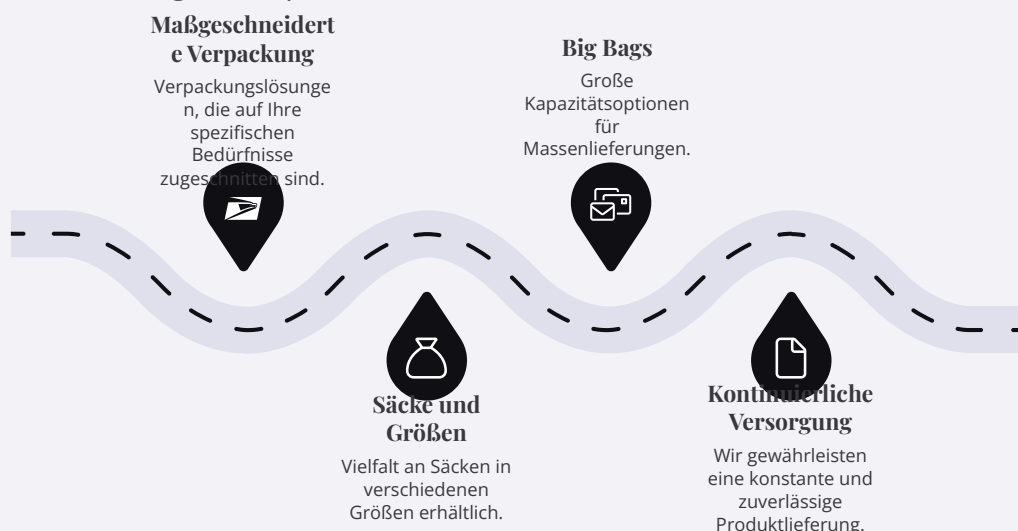 Maßgeschneidert
e Verpackung
Verpackungslösunge
n, die auf Ihre
spezifischen
Bedürfnisse
zugeschnitten sind.
Big Bags
Große
Kapazitätsoptionen
für
Massenlieferungen.
Säcke und
Größen
Vielfalt an Säcken in
verschiedenen
Größen erhältlich.
Kontinuierliche
Versorgung
Wir gewährleisten
eine konstante und
zuverlässige
Produktlieferung.